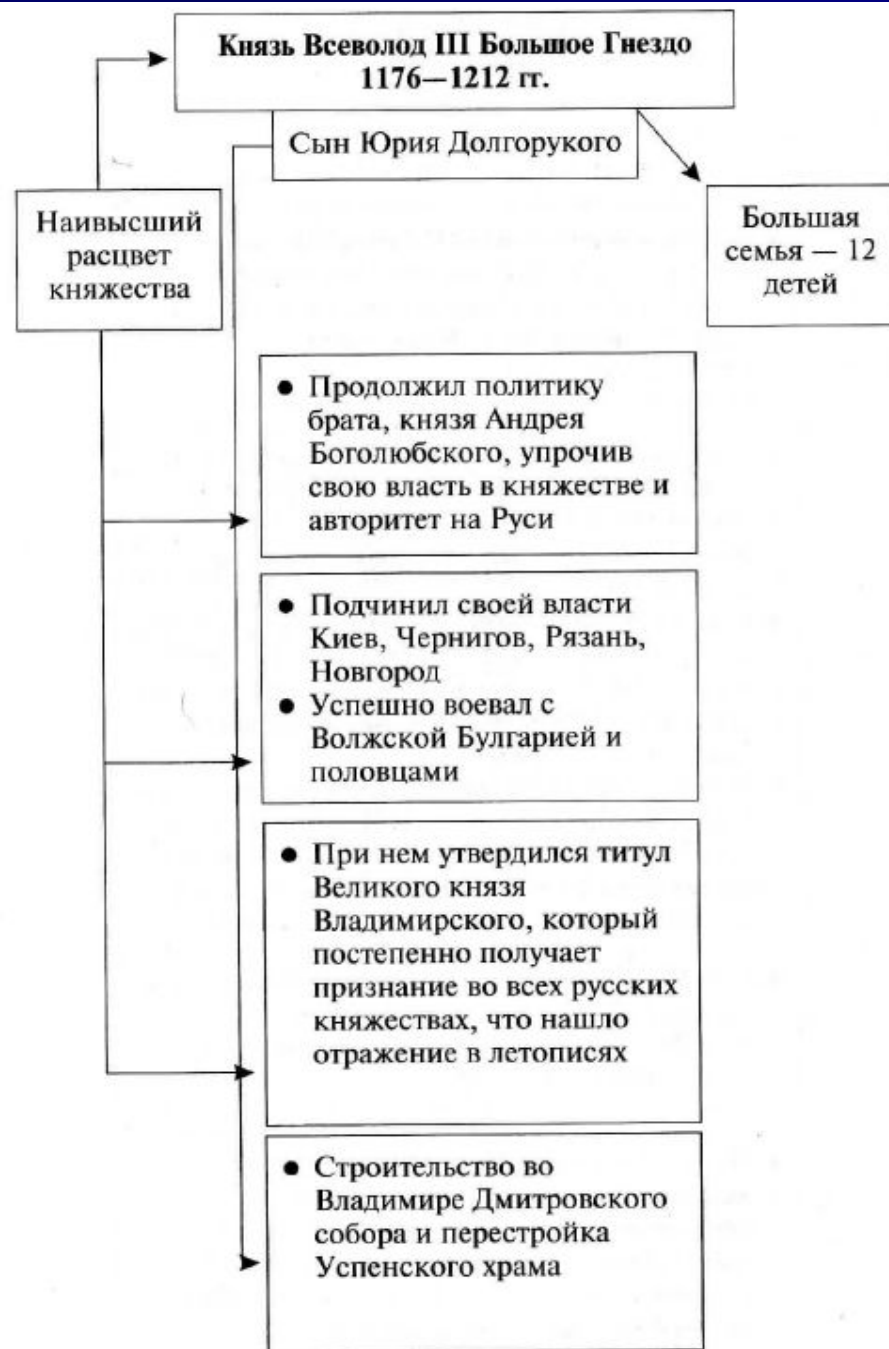 Князь Всеволод III Большое Гнездо
1176—1212 гг.
Сын Юрия Долгорукого
Наивысший
расцвет
княжества
Большая
семья — 12
детей
● Продолжил политику
брата, князя Андрея
Боголюбского, упрочив
свою власть в княжестве и
авторитет на Руси
● Подчинил своей власти
Киев, Чернигов, Рязань,
Новгород
● Успешно воевал с
Волжской Булгарией и
половцами
● При нем утвердился титул
Великого князя
Владимирского, который
постепенно получает
признание во всех русских
княжествах, что нашло
отражение в летописях
● Строительство во
Владимире Дмитровского
собора и перестройка
Успенского храма